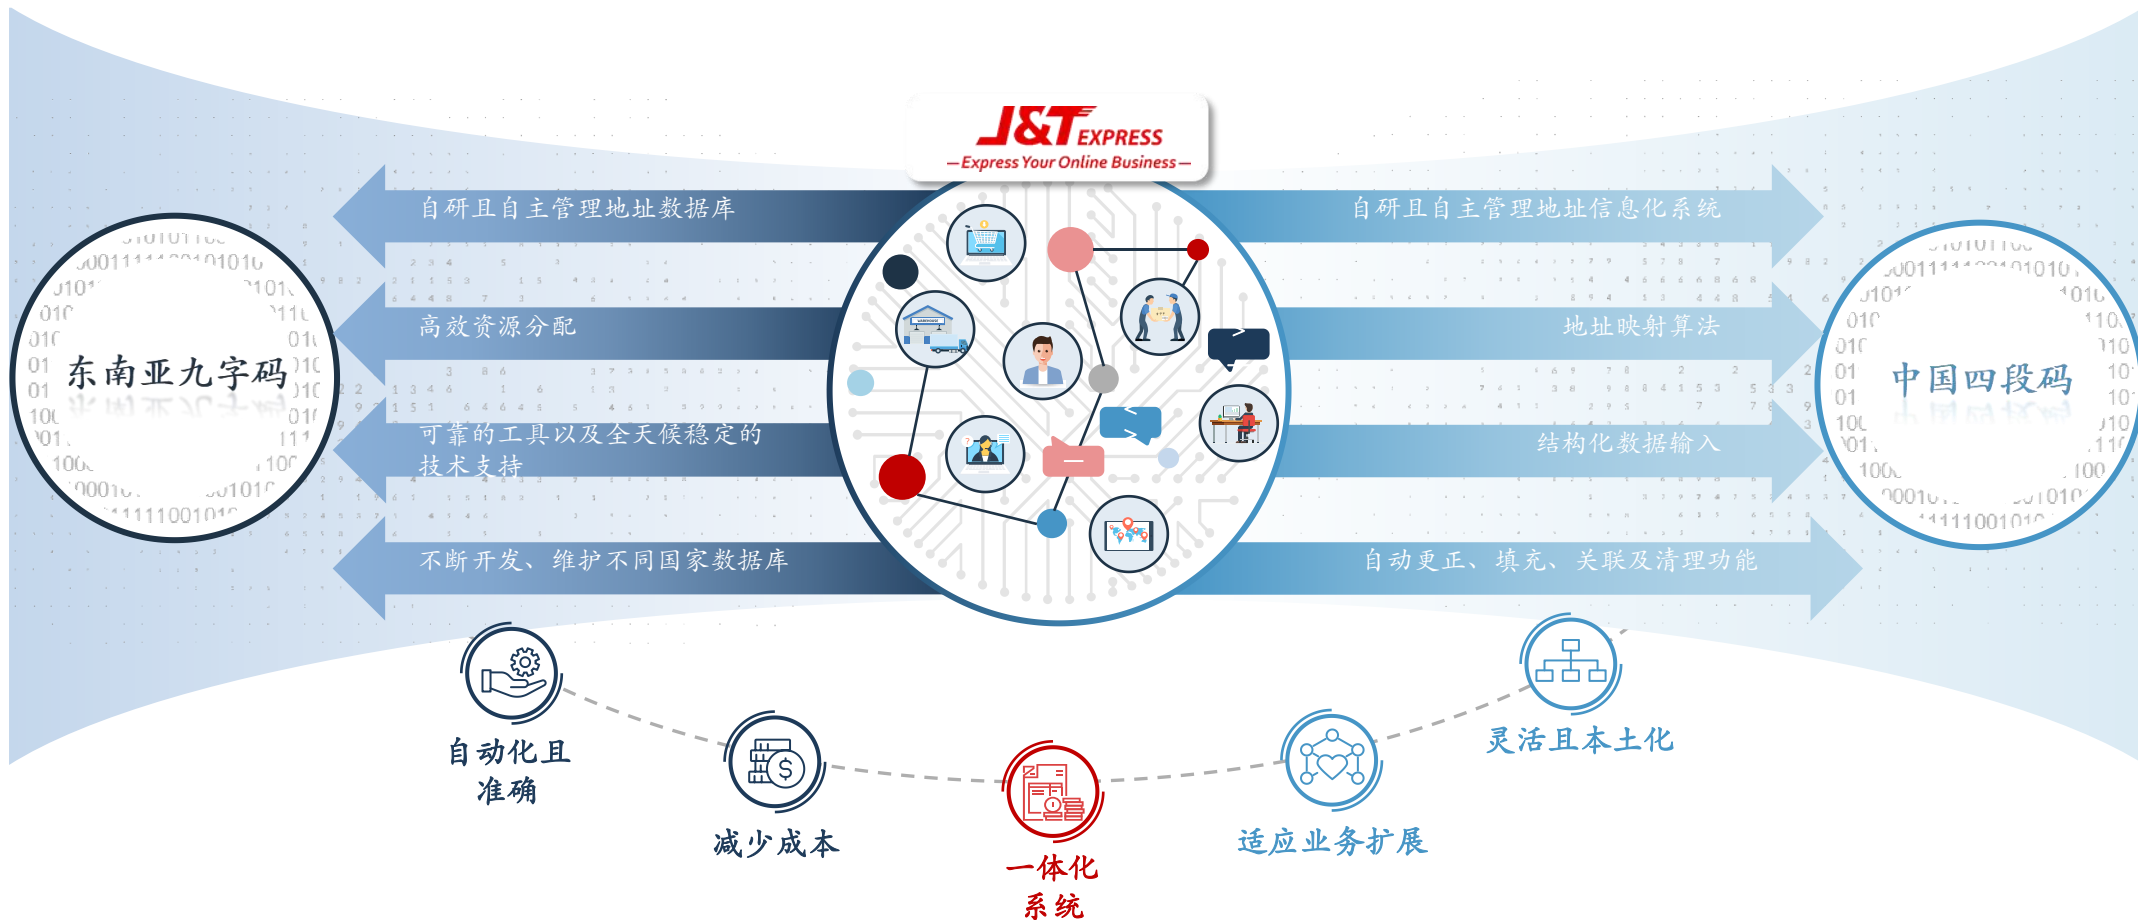 J&T EXPRESS
—Express Your Online Business—
自研且自主管理地址数据库
自研且自主管理地址信息化系统
高效资源分配
地址映射算法
东南亚九字码
中国四段码
可靠的工具以及全天候稳定的
技术支持
结构化数据输入
不断开发、维护不同国家数据库
自动更正、填充、关联及清理功能
自动化且
准确
减少成本
一体化
系统
适应业务扩展
灵活且本土化